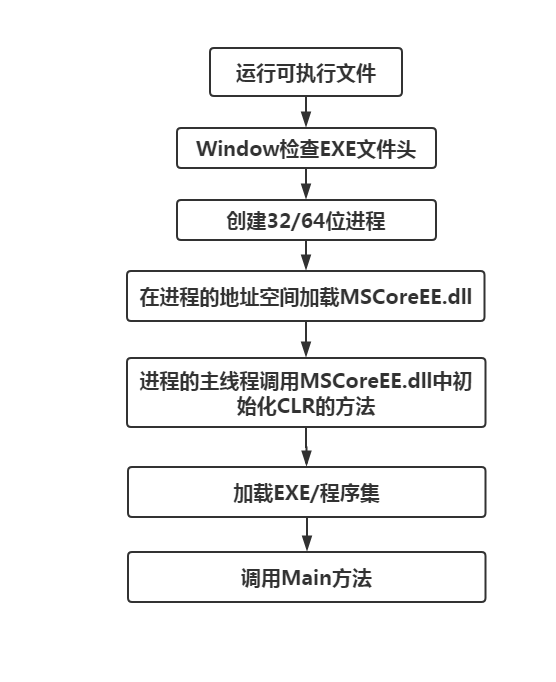 运行可执行文件
Window检查EXE文件头
创建32/64位进程
在进程的地址空间加载MSCoreEE.dll
进程的主线程调用MSCoreEE.dll中初
始化CLR的方法
加载EXE/程序集
调用Main方法